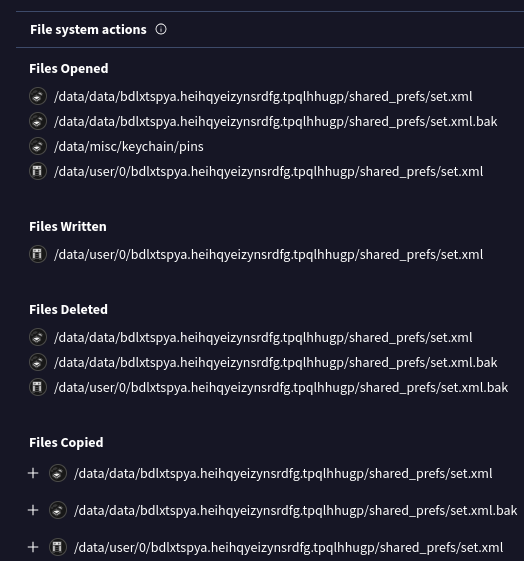 File system actions
Files Opened
/data/data/bdlxtspya.heihqyeizynsrdfg.tpqlhhugp/shared_prefs/set.xml
/data/data/bdlxtspya.heihqyeizynsrdfg.tpqlhhugp/shared_prefs/set.xml.bak
/data/misc/keychain/pins
/data/user/0/bdlxtspya.heihqyeizynsrdfg.tpqlhhugp/shared_prefs/set.xml
Files Written
/data/user/0/bdlxtspya.heihqyeizynsrdfg.tpqlhhugp/shared_prefs/set.xml
Files Deleted
/data/data/bdlxtspya.heihqyeizynsrdfg.tpqlhhugp/shared_prefs/set.xml
/data/data/bdlxtspya.heihqyeizynsrdfg.tpqlhhugp/shared_prefs/set.xml.bak
/data/user/0/bdlxtspya.heihqyeizynsrdfg.tpqlhhugp/shared_prefs/set.xml.bak
Files Copied
/data/data/bdlxtspya.heihqyeizynsrdfg.tpqlhhugp/shared_prefs/set.xml
/data/data/bdlxtspya.heihqyeizynsrdfg.tpqlhhugp/shared_prefs/set.xml.bak
/data/user/0/bdlxtspya.heihqyeizynsrdfg.tpqlhhugp/shared_prefs/set.xml